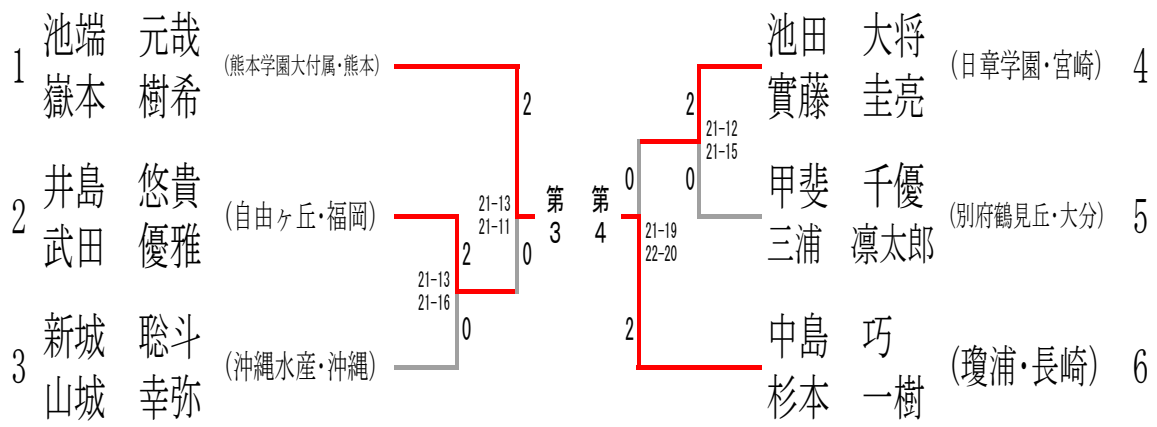 1
池端　元哉
嶽本　樹希
(熊本学園大付属・熊本)
2
井島　悠貴
武田　優雅
(自由ヶ丘・福岡)
3
新城　聡斗
山城　幸弥
(沖縄水産・沖縄)
2
21-13
21-11
0
2
21-13
21-16
0
第3
第4
2
21-12
21-15
0
0
21-19
22-20
2
池田　大将
實藤　圭亮
(日章学園・宮崎)
4
甲斐　千優
三浦　凛太郎
(別府鶴見丘・大分)
5
中島　巧
杉本　一樹
(瓊浦・長崎)
6